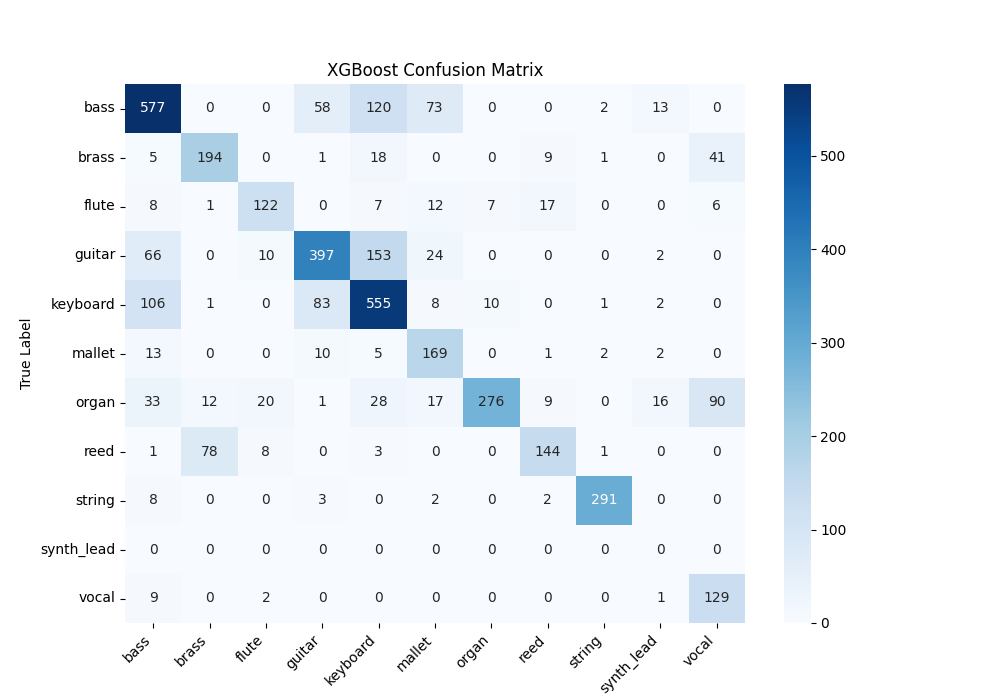 XGBoost Confusion Matrix
True Label
bass 577 0 0 58 120 73 0 0 2 13 0
brass 5 194 0 1 18 0 0 9 1 0 41
flute 8 1 122 0 7 12 7 17 0 0 6
guitar 66 0 10 397 153 24 0 0 0 2 0
keyboard 106 1 0 83 555 8 10 0 1 2 0
mallet 13 0 0 10 5 169 0 1 2 2 0
organ 33 12 20 1 28 17 276 9 0 16 90
reed 1 78 8 0 3 0 0 144 1 0 0
string 8 0 0 3 0 2 0 2 291 0 0
synth_lead 0 0 0 0 0 0 0 0 0 0 0
vocal 9 0 2 0 0 0 0 0 0 1 129
bass brass flute guitar keyboard mallet organ reed string synth_lead vocal
500
400
300
200
100
0